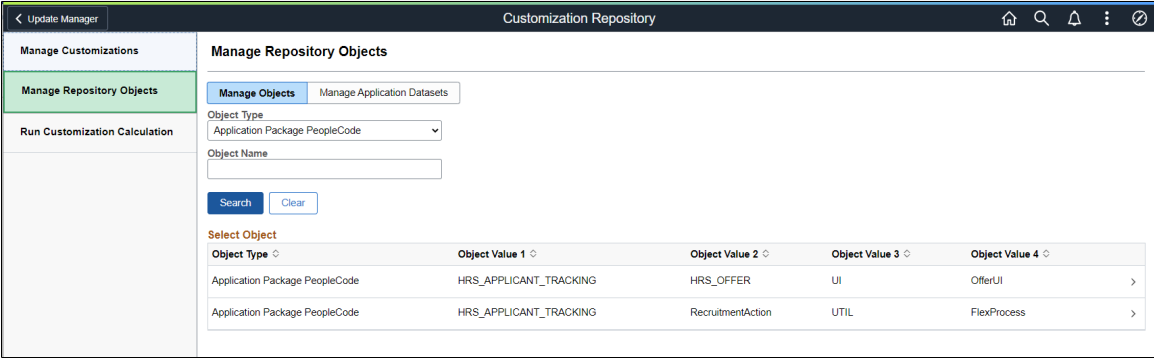 Update Manager
Customization Repository
Manage Customizations
Manage Repository Objects
Run Customization Calculation
Manage Repository Objects
Manage Objects Manage Application Datasets
Object Type
Application Package PeopleCode
Object Name
Search Clear
Select Object
Object Type Object Value 1 Object Value 2 Object Value 3 Object Value 4
Application Package PeopleCode HRS_APPLICANT_TRACKING HRS_OFFER UI OfferUI
Application Package PeopleCode HRS_APPLICANT_TRACKING RecruitmentAction UTIL FlexProcess